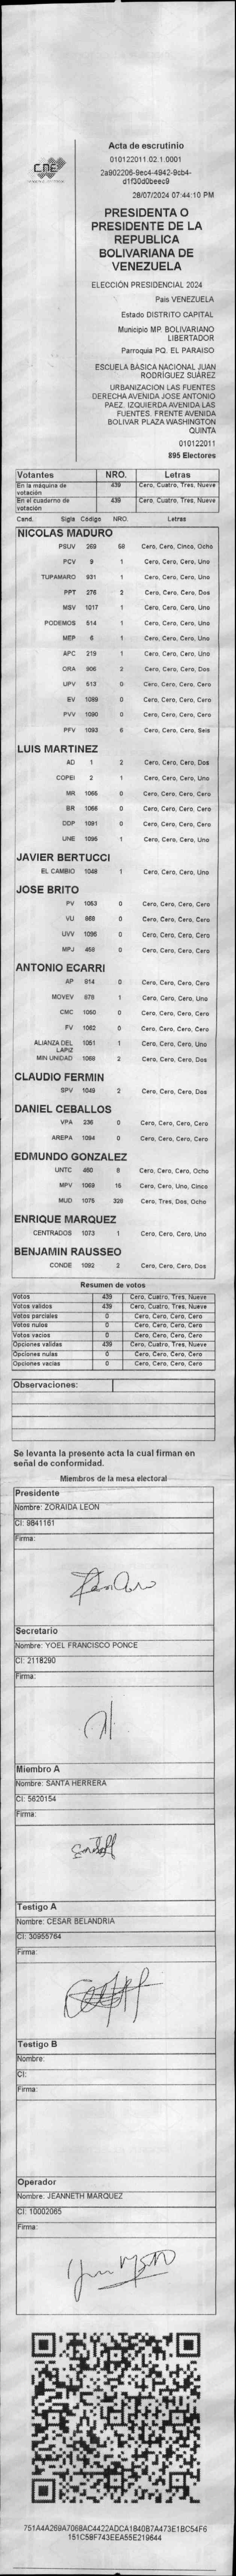 CNE
Acta de escrutinio
010122011.02.1.0001
2a902206-9ec4-4942-9cb4-
d1f30d0beec9
28/07/2024 07:44:10 PM
PRESIDENTA O
PRESIDENTE DE LA
REPUBLICA
BOLIVARIANA DE
VENEZUELA
ELECCIÓN PRESIDENCIAL 2024
Pais VENEZUELA
Estado DISTRITO CAPITAL
Municipio MP. BOLIVARIANO
LIBERTADOR
Parroquia PQ. EL PARAISO
ESCUELA BÁSICA NACIONAL JUAN
RODRÍGUEZ SUÁREZ
URBANIZACION LAS FUENTES
DERECHA AVENIDA JOSE ANTONIO
PAEZ. IZQUIERDA AVENIDA LAS
FUENTES. FRENTE AVENIDA
BOLIVAR PLAZA WASHINGTON
QUINTA
010122011
895 Electores
Votantes NRO. Letras
En la máquina de votación 439 Cero, Cuatro, Tres, Nueve
En el cuaderno de votación 439 Cero, Cuatro, Tres, Nueve
Cand. Sigla Código NRO. Letras
NICOLAS MADURO
PSUV 269 58 Cero, Cero, Cinco, Ocho
PCV 9 1 Cero, Cero, Cero, Uno
TUPAMARO 931 1 Cero, Cero, Cero, Uno
PPT 276 2 Cero, Cero, Cero, Dos
MSV 1017 1 Cero, Cero, Cero, Uno
PODEMOS 514 1 Cero, Cero, Cero, Uno
MEP 6 1 Cero, Cero, Cero, Uno
APC 219 1 Cero, Cero, Cero, Uno
ORA 906 2 Cero, Cero, Cero, Dos
UPV 513 0 Cero, Cero, Cero, Cero
EV 1089 0 Cero, Cero, Cero, Cero
PVV 1090 0 Cero, Cero, Cero, Cero
PFV 1093 6 Cero, Cero, Cero, Seis
LUIS MARTINEZ
AD 1 2 Cero, Cero, Cero, Dos
COPEI 2 1 Cero, Cero, Cero, Uno
MR 1065 0 Cero, Cero, Cero, Cero
BR 1066 0 Cero, Cero, Cero, Cero
DDP 1091 0 Cero, Cero, Cero, Cero
UNE 1095 1 Cero, Cero, Cero, Uno
JAVIER BERTUCCI
EL CAMBIO 1048 1 Cero, Cero, Cero, Uno
JOSE BRITO
PV 1053 0 Cero, Cero, Cero, Cero
VU 868 0 Cero, Cero, Cero, Cero
UVV 1096 0 Cero, Cero, Cero, Cero
MPJ 458 0 Cero, Cero, Cero, Cero
ANTONIO ECARRI
AP 814 0 Cero, Cero, Cero, Cero
MOVEV 878 1 Cero, Cero, Cero, Uno
CMC 1050 0 Cero, Cero, Cero, Cero
FV 1062 0 Cero, Cero, Cero, Cero
ALIANZA DEL LAPIZ 1051 1 Cero, Cero, Cero, Uno
MIN UNIDAD 1088 2 Cero, Cero, Cero, Dos
CLAUDIO FERMIN
SPV 1049 2 Cero, Cero, Cero, Dos
DANIEL CEBALLOS
VPA 236 0 Cero, Cero, Cero, Cero
AREPA 1094 0 Cero, Cero, Cero, Cero
EDMUNDO GONZALEZ
UNTC 460 8 Cero, Cero, Cero, Ocho
MPV 1069 15 Cero, Cero, Uno, Cinco
MUD 1075 328 Cero, Tres, Dos, Ocho
ENRIQUE MARQUEZ
CENTRADOS 1073 1 Cero, Cero, Cero, Uno
BENJAMIN RAUSSEO
CONDE 1092 2 Cero, Cero, Cero, Dos
Resumen de votos
Votos 439 Cero, Cuatro, Tres, Nueve
Votos validos 439 Cero, Cuatro, Tres, Nueve
Votos parciales 0 Cero, Cero, Cero, Cero
Votos nulos 0 Cero, Cero, Cero, Cero
Votos vacios 0 Cero, Cero, Cero, Cero
Opciones validas 439 Cero, Cuatro, Tres, Nueve
Opciones nulas 0 Cero, Cero, Cero, Cero
Opciones vacias 0 Cero, Cero, Cero, Cero
Observaciones:
Se levanta la presente acta la cual firman en
señal de conformidad.
Miembros de la mesa electoral
Presidente
Nombre: ZORAIDA LEON
CI: 9841161
Firma:
Secretario
Nombre: YOEL FRANCISCO PONCE
CI: 2118290
Firma:
Miembro A
Nombre: SANTA HERRERA
CI: 5620154
Firma:
Testigo A
Nombre: CESAR BELANDRIA
CI: 30955764
Firma:
Testigo B
Nombre:
CI:
Firma:
Operador
Nombre: JEANNETH MARQUEZ
CI: 10002065
Firma:
751A4A269A7068AC4422ADCA1840B7A473E1BC54F6
151C58F743EEA55E219644